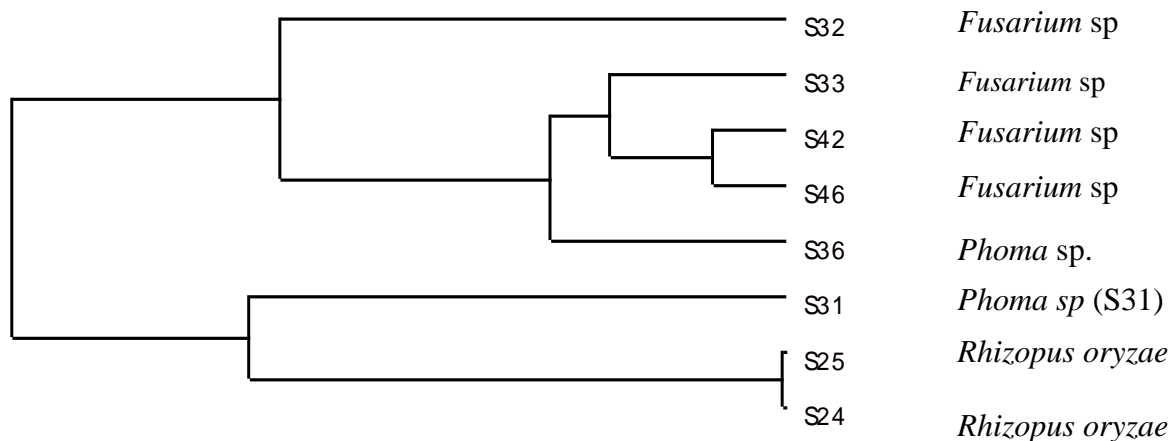 S32 Fusarium sp
S33 Fusarium sp
S42 Fusarium sp
S46 Fusarium sp
S36 Phoma sp.
S31 Phoma sp (S31)
S25 Rhizopus oryzae
S24 Rhizopus oryzae